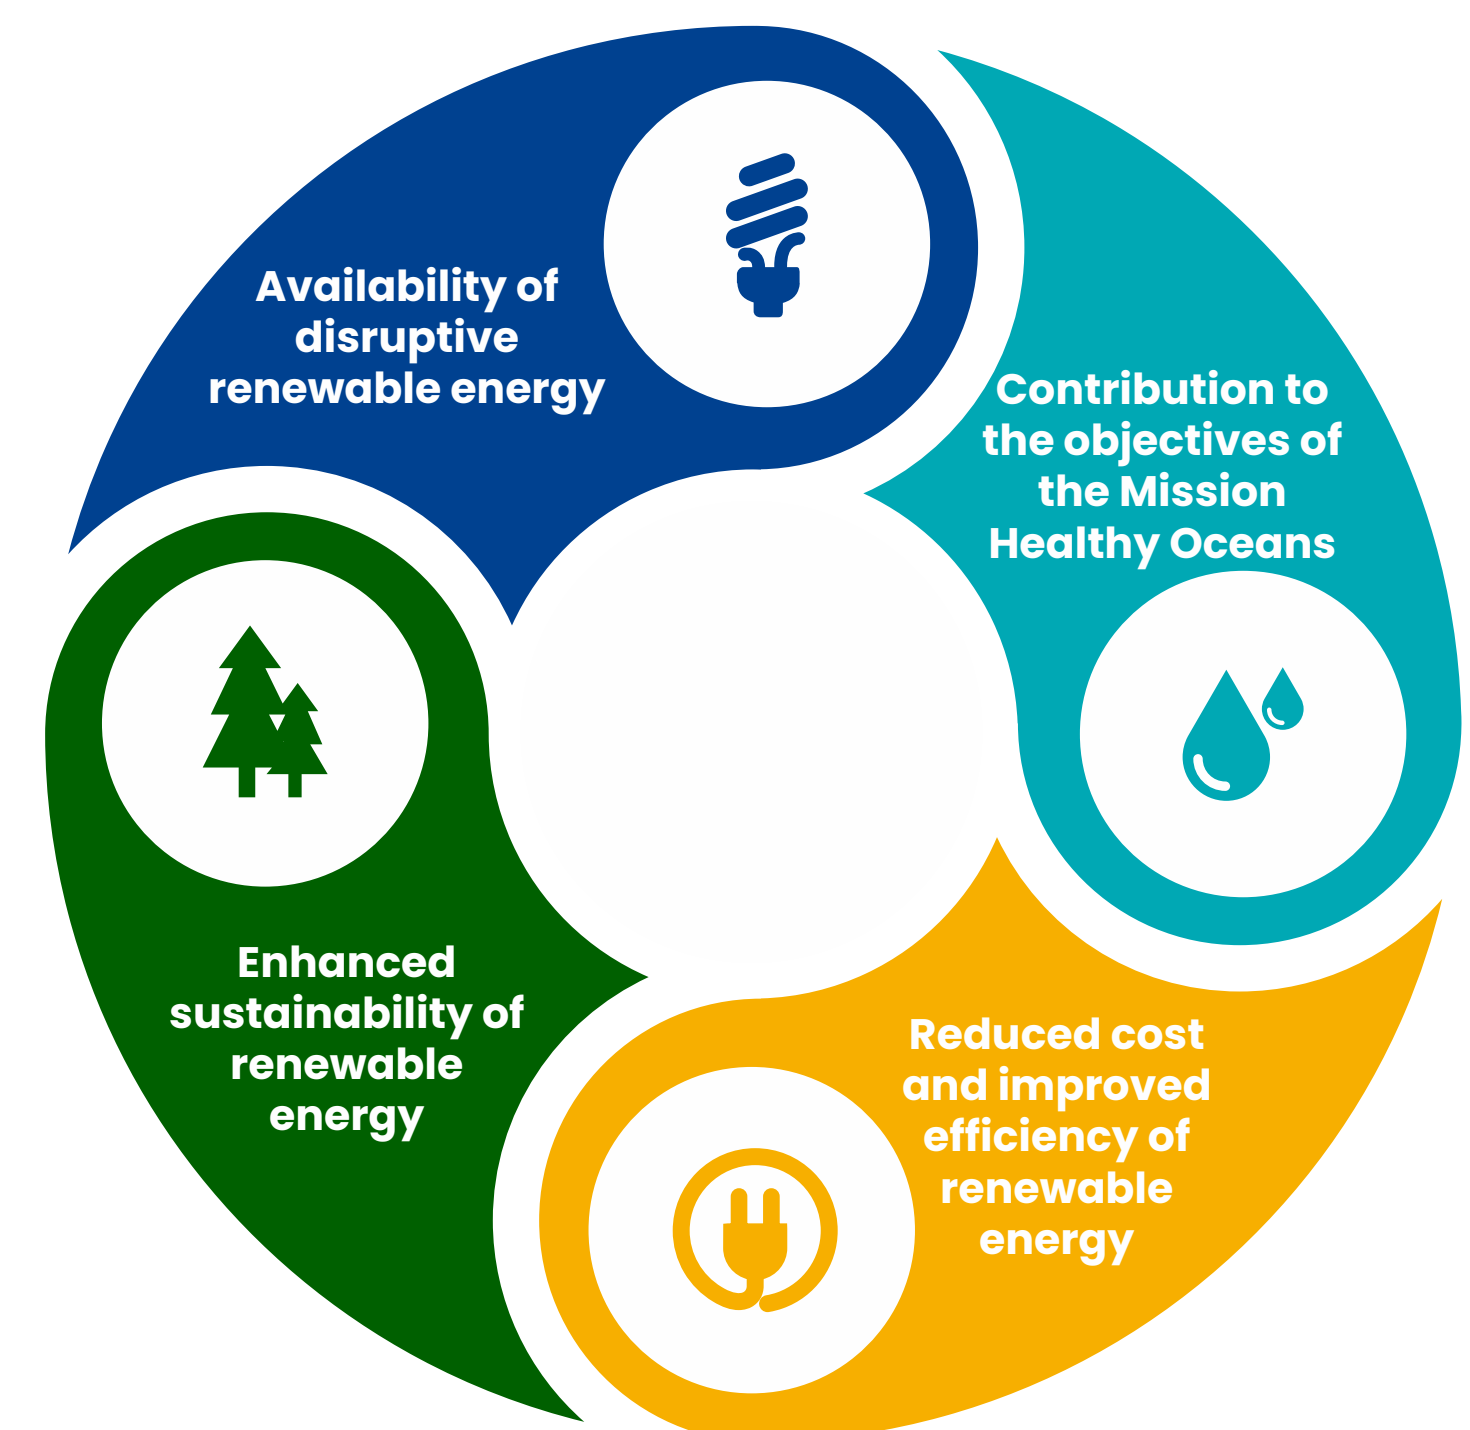 Availability of
disruptive
renewable energy
Contribution to
the objectives of
the Mission
Healthy Oceans
Enhanced
sustainability of
renewable
energy
Reduced cost
and improved
efficiency of
renewable
energy